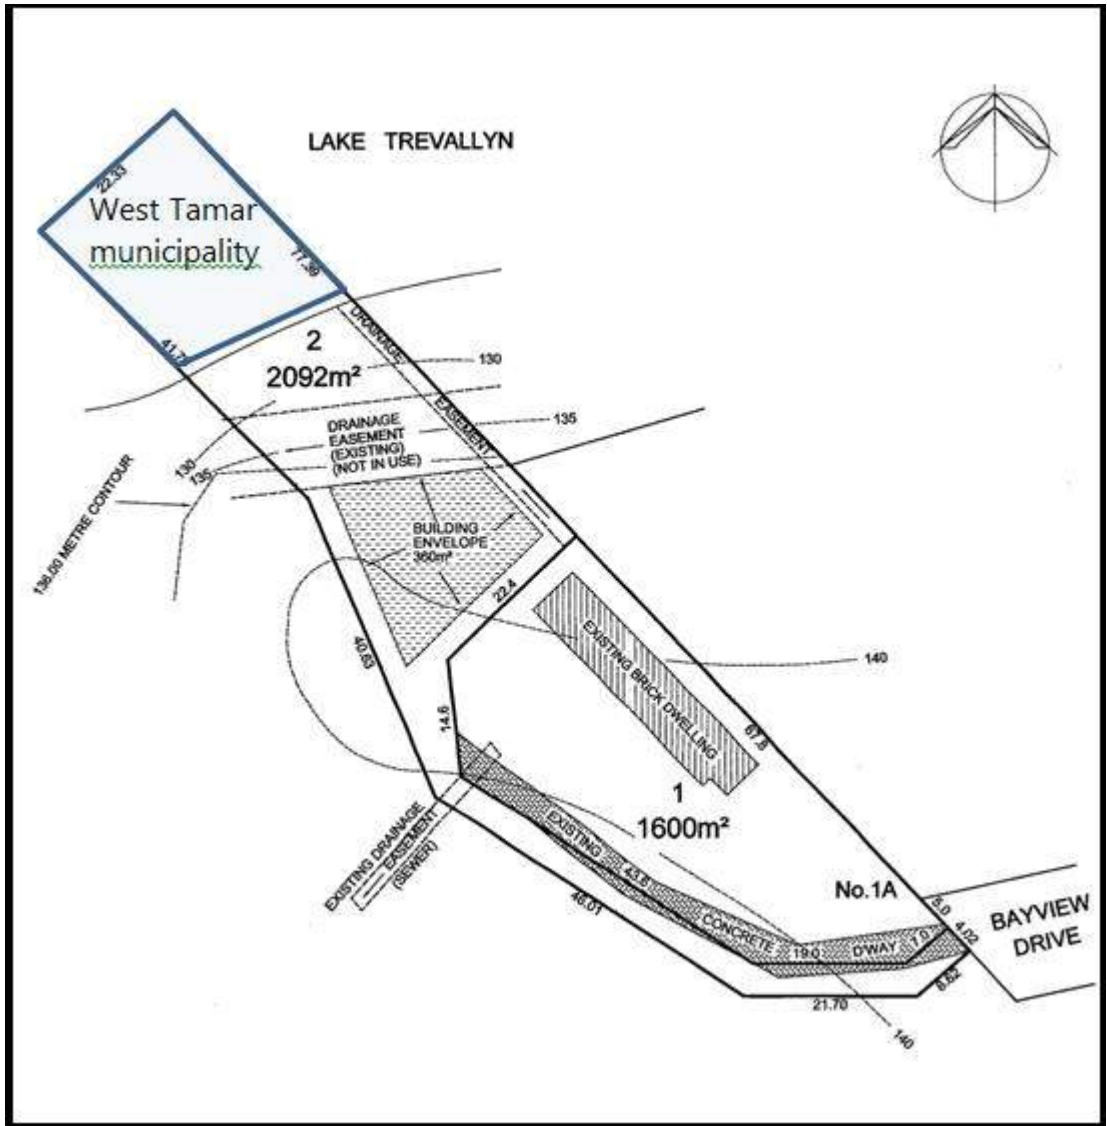 LAKE TREVALLYN
22.33
West Tamar
municipality
77.39
41.7
2
2092m²
DRAINAGE
EASEMENT
130
135
DRAINAGE
EASEMENT
(EXISTING)
(NOT IN USE)
130
135
136.00 METRE CONTOUR
BUILDING
ENVELOPE
360m²
22.4
40.63
EXISTING BRICK DWELLING
140
67.8
14.6
1
1600m²
EXISTING DRAINAGE
EASEMENT
(SEWER)
EXISTING
43.8
CONCRETE
19.0
D'WAY
7.0
46.01
No.1A
5.0
4.02
BAYVIEW
DRIVE
8.62
21.70
140